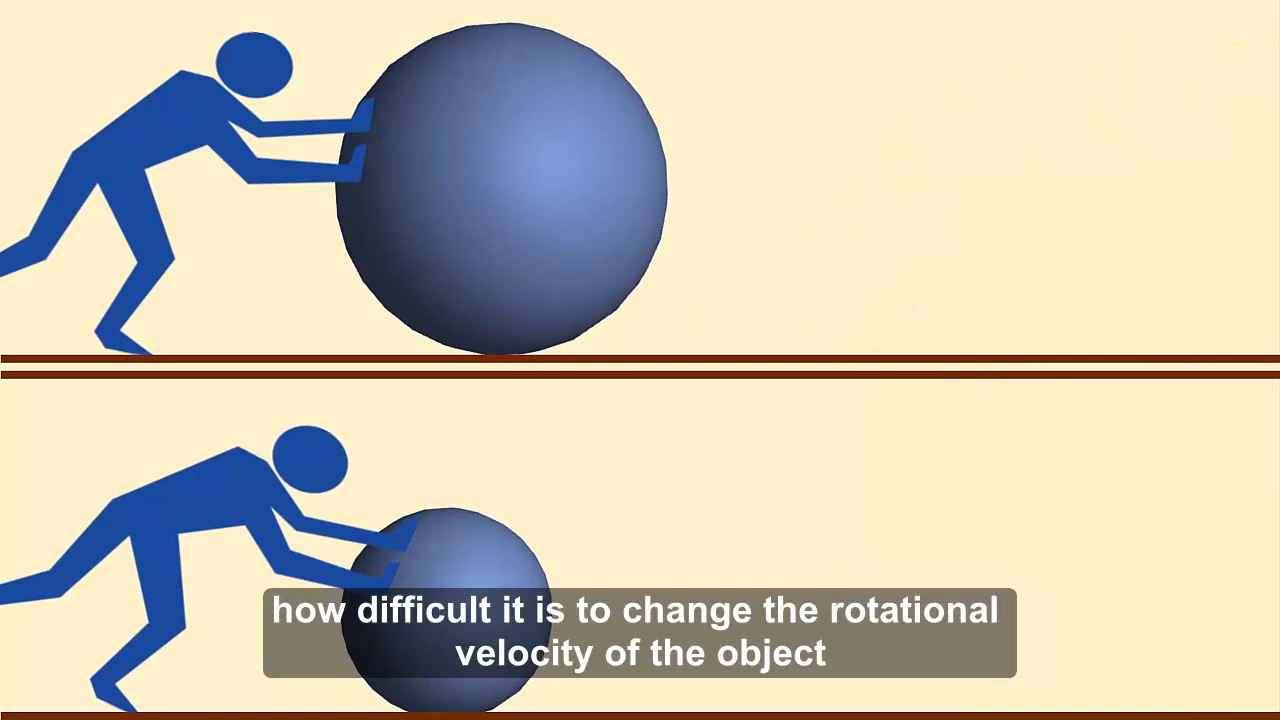 how difficult it is to change the rotational
velocity of the object